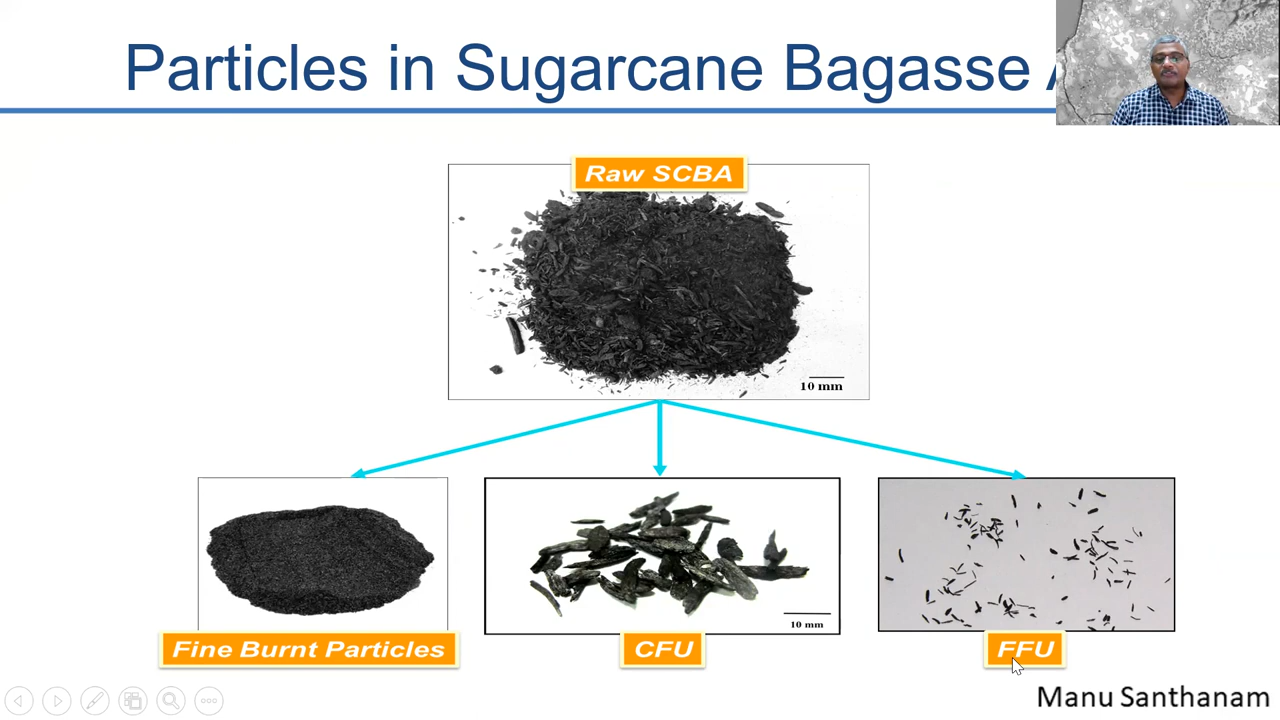 Particles in Sugarcane Bagasse
Raw SCBA
10 mm
10 mm
Fine Burnt Particles
CFU
FFU
Manu Santhanam